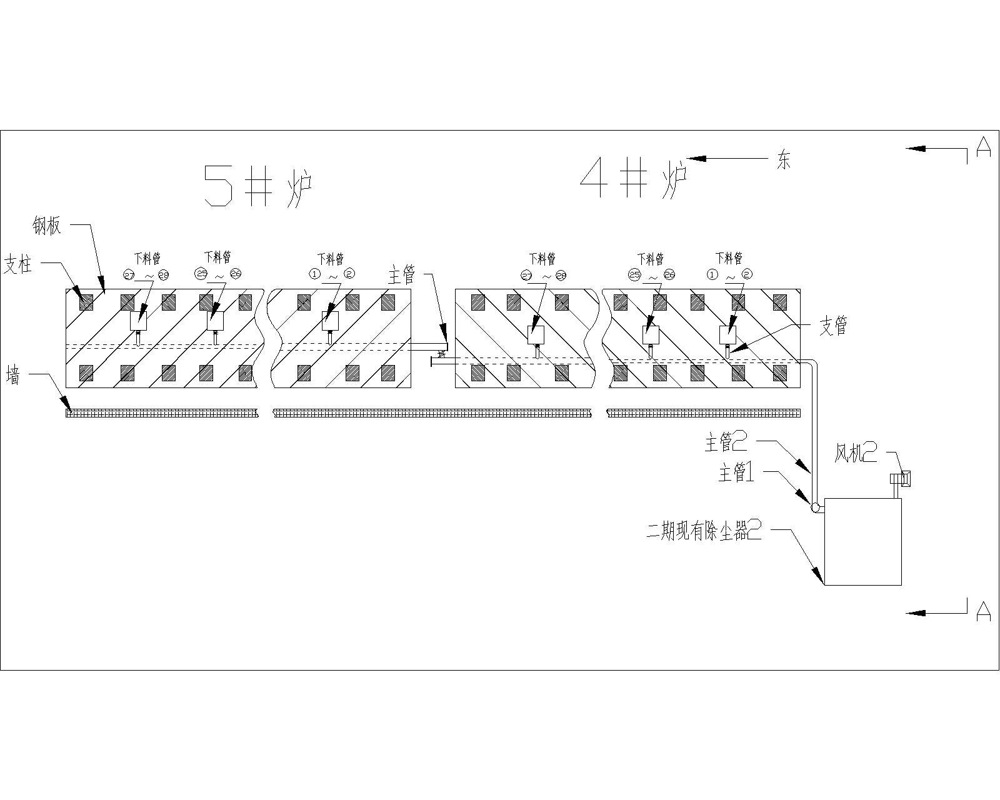 A
东
5#炉
4#炉
钢板
支柱
下料管
27 ~ 28
下料管
25 ~ 26
下料管
1 ~ 2
主管
下料管
27 ~ 28
下料管
25 ~ 26
下料管
1 ~ 2
支管
墙
主管2
风机2
主管1
二期现有除尘器2
A